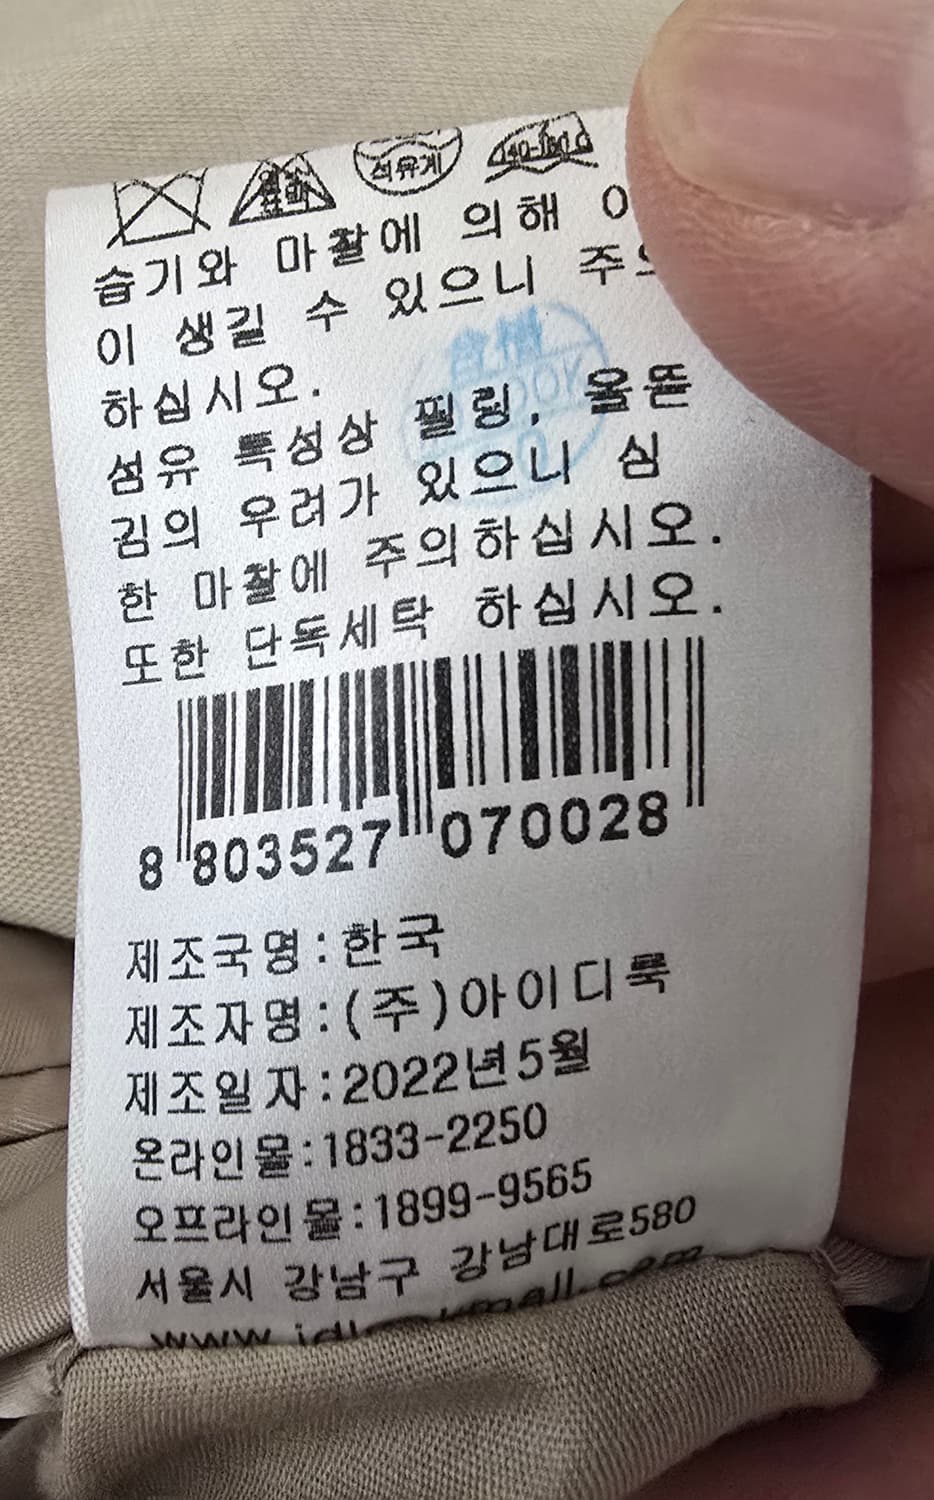 석유계
140-160℃
습기와 마찰에 의해
이 생길 수 있으니
하십시오.
섬유 특성상 필링, 올뜯
김의 우려가 있으니 심
한 마찰에 주의하십시오.
또한 단독세탁 하십시오.
8 803527 070028
제조국명:한국
제조자명:(주)아이디룩
제조일자:2022년5월
온라인몰:1833-2250
오프라인몰:1899-9565
서울시 강남구 강남대로580